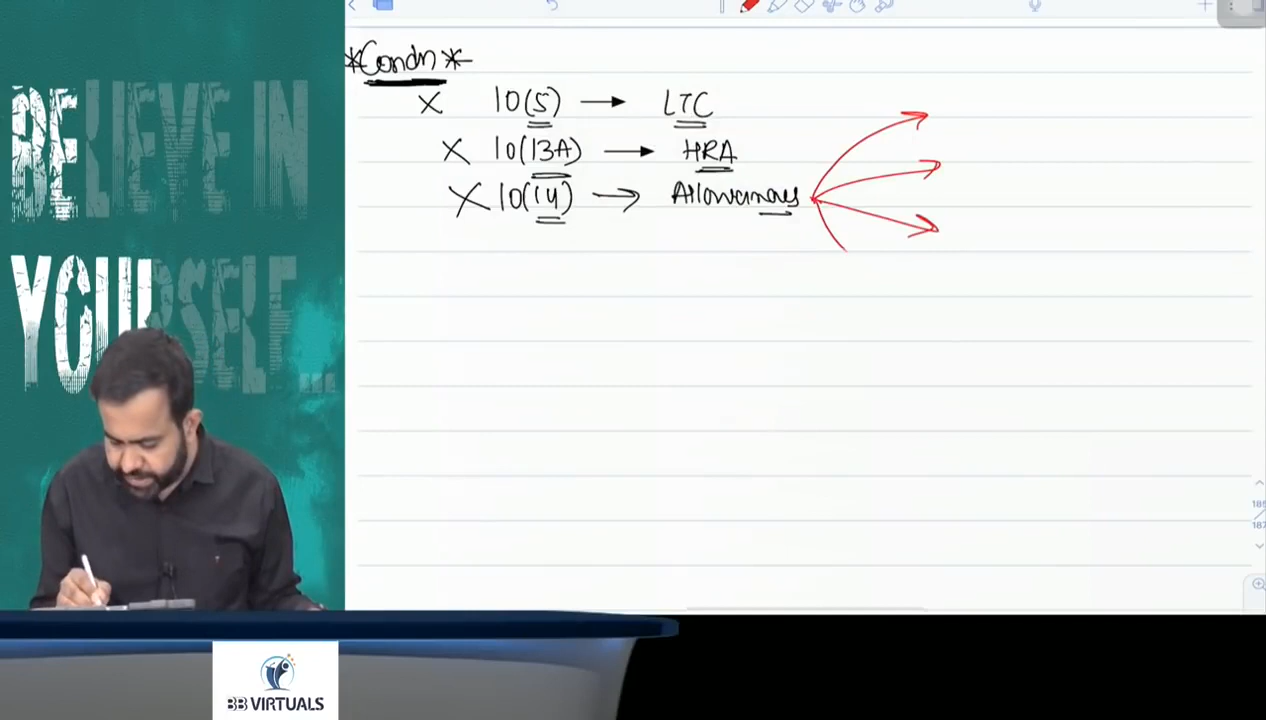 *Condn*
X 10(5) → LTC
X 10(13A) → HRA
X 10(14) → Allowances
BELIEVE IN
YOURSELF...
BB VIRTUALS